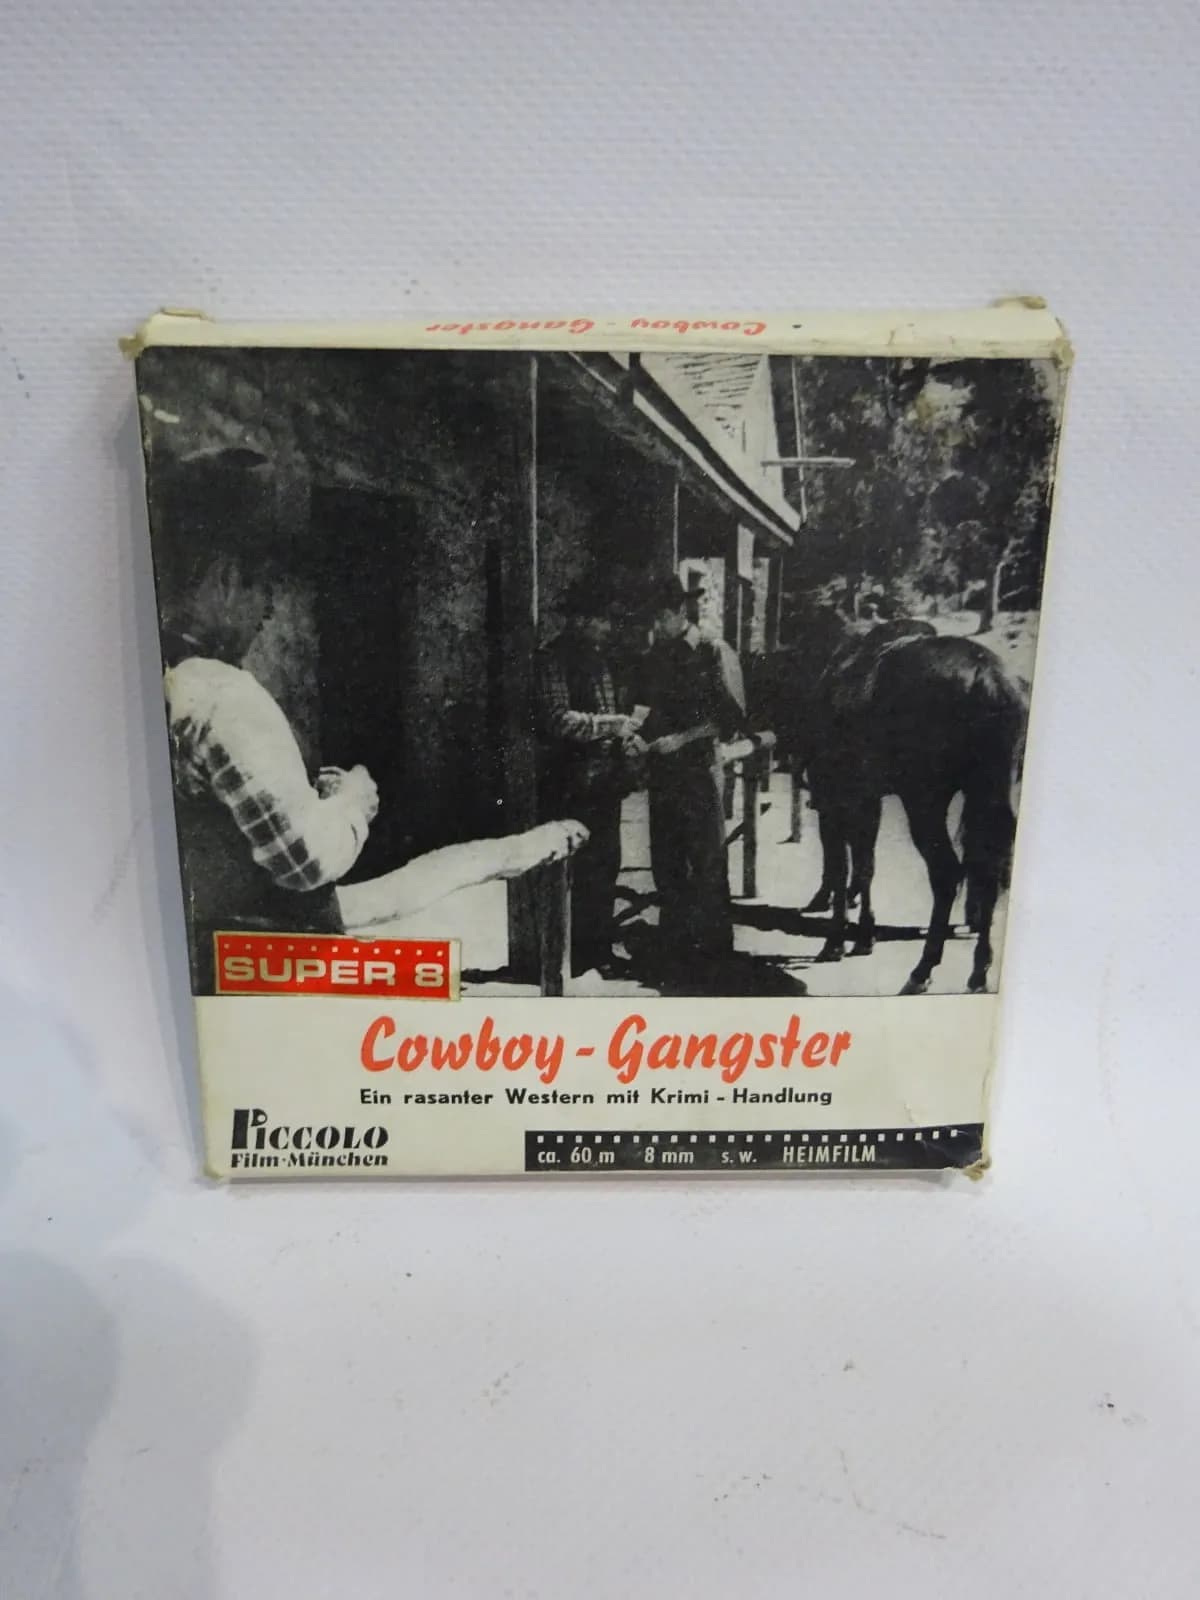 Cowboy - Gangster
SUPER 8
Cowboy - Gangster
Ein rasanter Western mit Krimi - Handlung
PICCOLO
Film-München
ca. 60 m 8 mm s. w. HEIMFILM